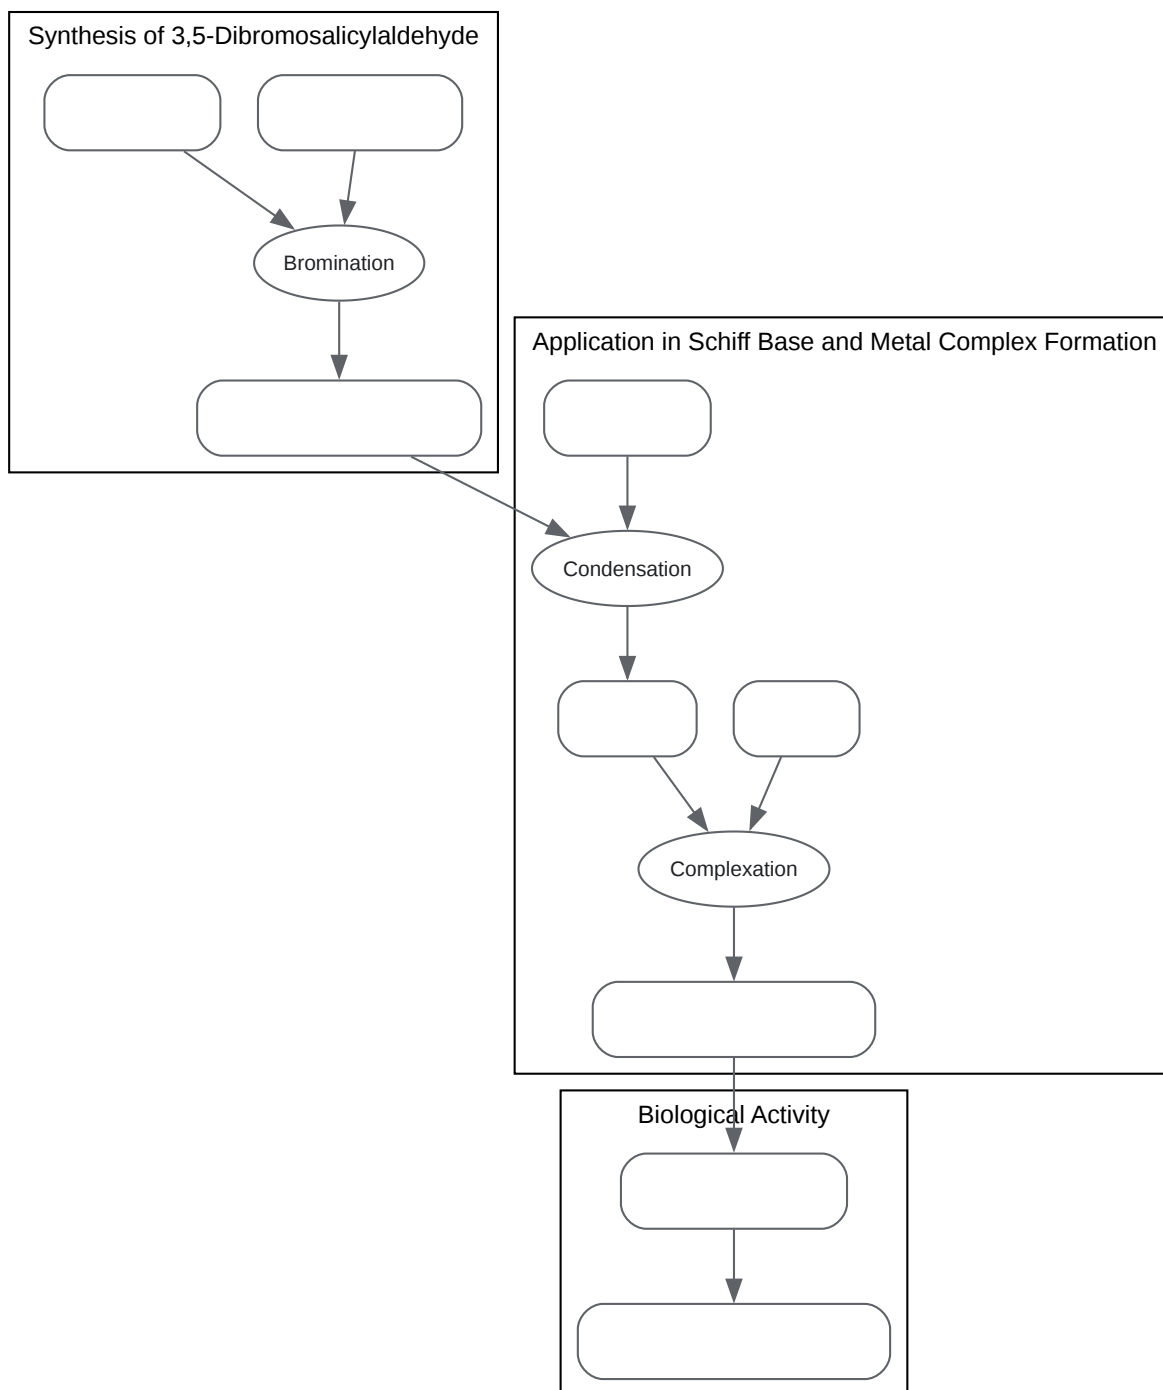 Synthesis of 3,5-Dibromosalicylaldehyde
Bromination
Application in Schiff Base and Metal Complex Formation
Condensation
Complexation
Biological Activity